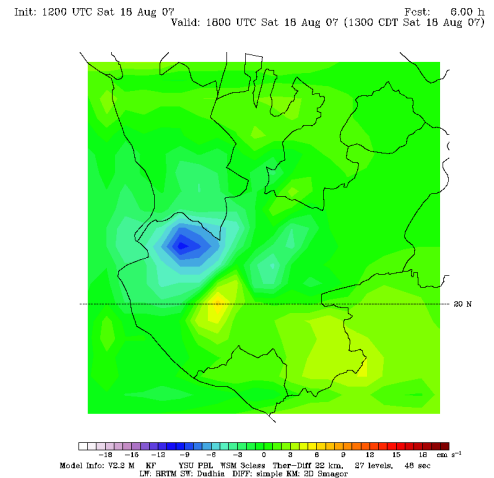 Init: 1200 UTC Sat 18 Aug 07 Fcst: 6.00 h
Valid: 1800 UTC Sat 18 Aug 07 (1300 CDT Sat 18 Aug 07)
20 N
-18 -16 -12 -9 -6 -3 0 3 6 9 12 15 18 cm s⁻¹
Model Info: V2.2 M KF YSU PBL WSM 3class Ther-Diff 22 km, 27 levels, 48 sec
LW: RRTM SW: Dudhia DIFF: simple KM: 2D Smagor